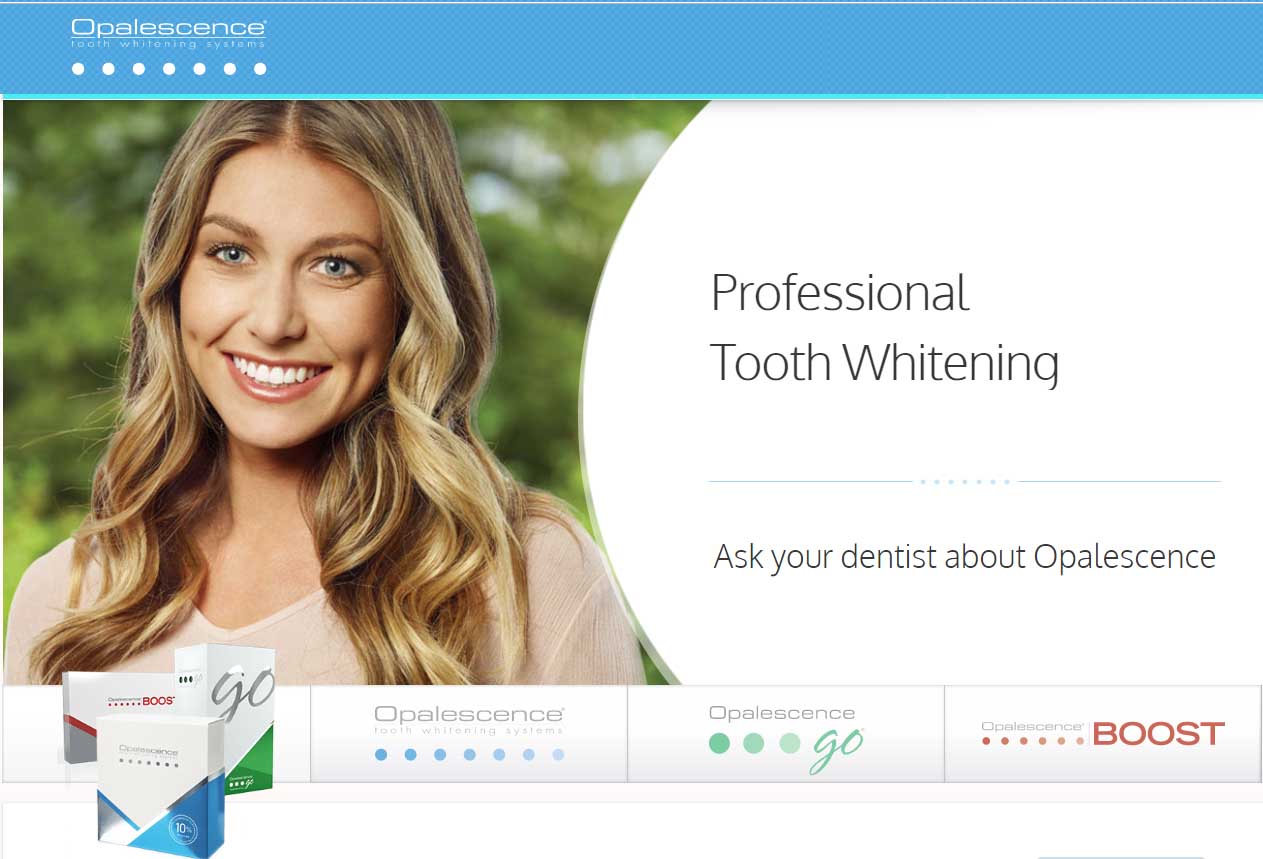 Opalescence®
tooth whitening systems
Professional
Tooth Whitening
Ask your dentist about Opalescence
go
Opalescence
BOOST
Opalescence
10%
Opalescence
go
Opalescence®
tooth whitening systems
Opalescence
go
Opalescence®
BOOST